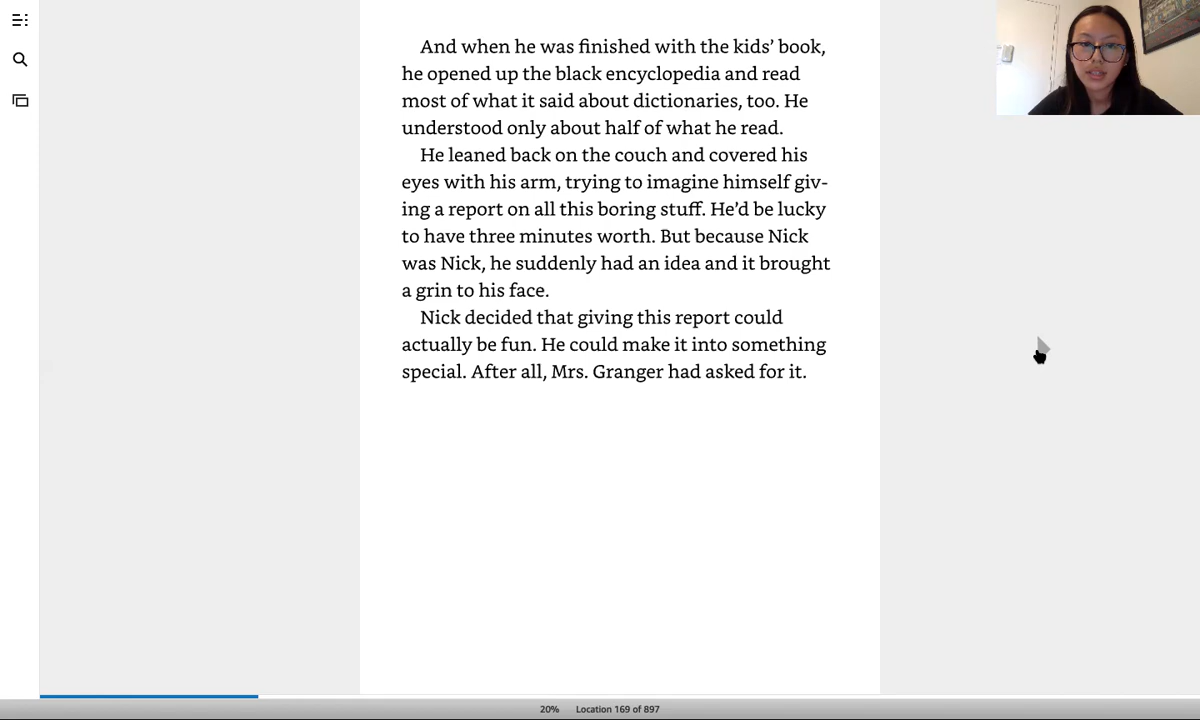 And when he was finished with the kids’ book,
he opened up the black encyclopedia and read
most of what it said about dictionaries, too. He
understood only about half of what he read.
He leaned back on the couch and covered his
eyes with his arm, trying to imagine himself giv-
ing a report on all this boring stuff. He’d be lucky
to have three minutes worth. But because Nick
was Nick, he suddenly had an idea and it brought
a grin to his face.
Nick decided that giving this report could
actually be fun. He could make it into something
special. After all, Mrs. Granger had asked for it.
20% Location 169 of 897